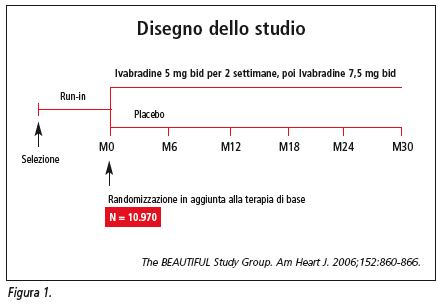 Disegno dello studio
Ivabradine 5 mg bid per 2 settimane, poi Ivabradine 7,5 mg bid
Run-in
Placebo
M0 M6 M12 M18 M24 M30
Selezione
Randomizzazione in aggiunta alla terapia di base
N = 10.970
The BEAUTIFUL Study Group. Am Heart J. 2006;152:860-866.
Figura 1.